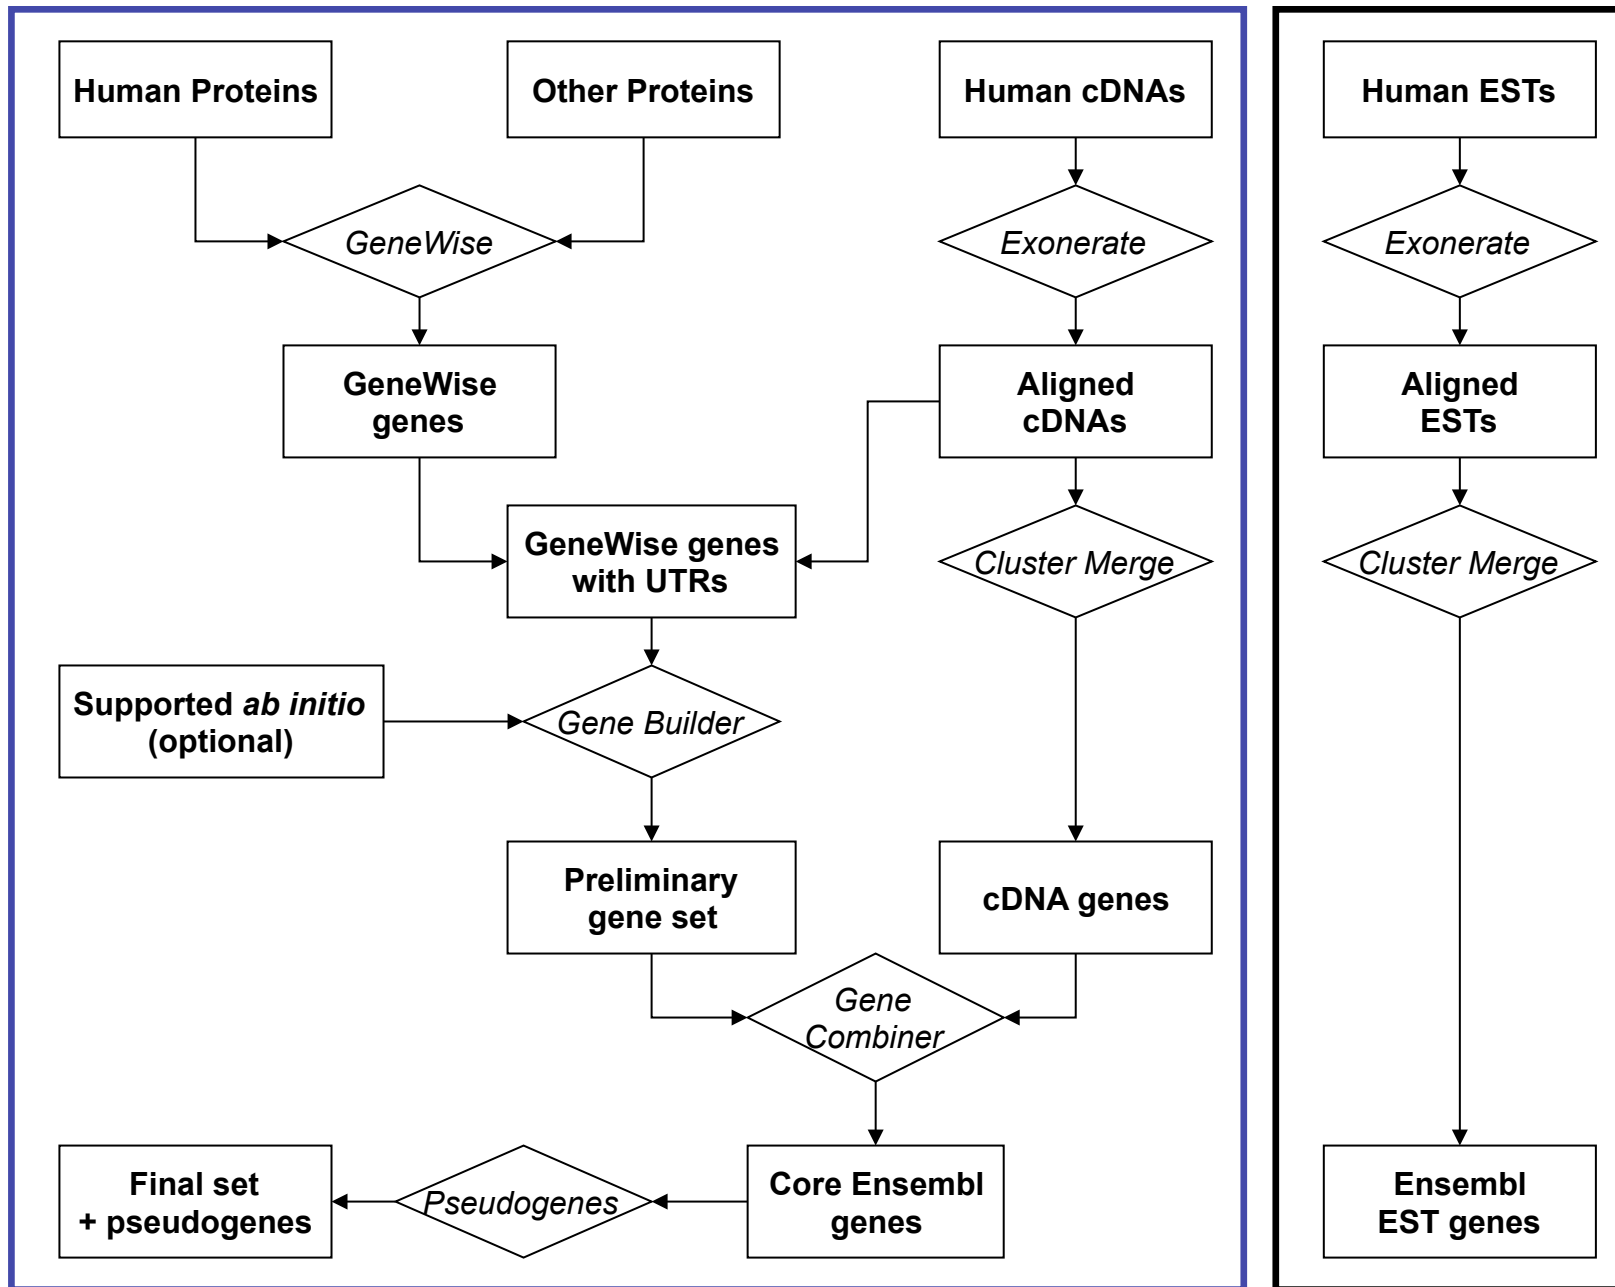 Human Proteins
Other Proteins
Human cDNAs
Human ESTs
GeneWise
Exonerate
Exonerate
GeneWise
genes
Aligned
cDNAs
Aligned
ESTs
GeneWise genes
with UTRs
Cluster Merge
Cluster Merge
Supported ab initio
(optional)
Gene Builder
Preliminary
gene set
cDNA genes
Gene
Combiner
Final set
+ pseudogenes
Pseudogenes
Core Ensembl
genes
Ensembl
EST genes